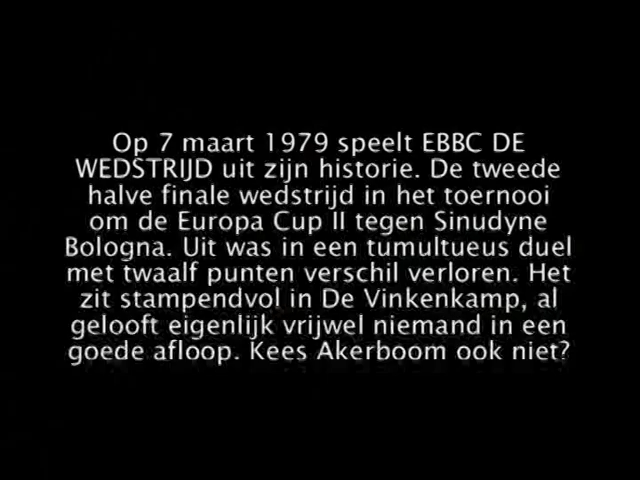 Op 7 maart 1979 speelt EBBC DE
WEDSTRIJD uit zijn historie. De tweede
halve finale wedstrijd in het toernooi
om de Europa Cup II tegen Sinudyne
Bologna. Uit was in een tumultueus duel
met twaalf punten verschil verloren. Het
zit stampendvol in De Vinkenkamp, al
gelooft eigenlijk vrijwel niemand in een
goede afloop. Kees Akerboom ook niet?